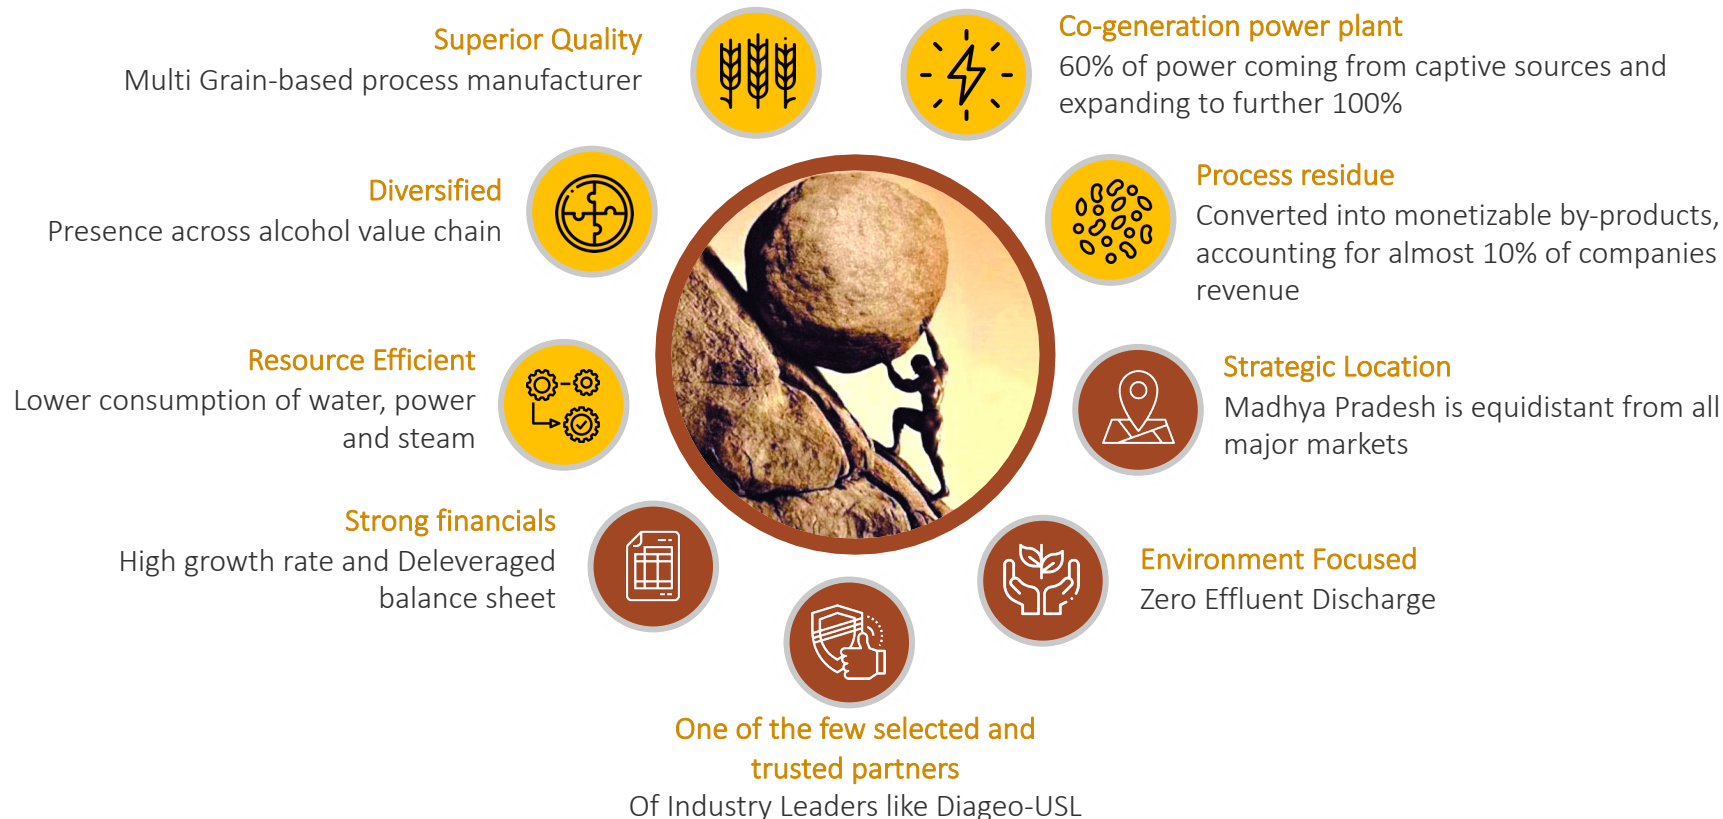 Superior Quality
Multi Grain-based process manufacturer
Co-generation power plant
60% of power coming from captive sources and
expanding to further 100%
Diversified
Presence across alcohol value chain
Process residue
Converted into monetizable by-products,
accounting for almost 10% of companies
revenue
Resource Efficient
Lower consumption of water, power
and steam
Strategic Location
Madhya Pradesh is equidistant from all
major markets
Strong financials
High growth rate and Deleveraged
balance sheet
Environment Focused
Zero Effluent Discharge
One of the few selected and
trusted partners
Of Industry Leaders like Diageo-USL